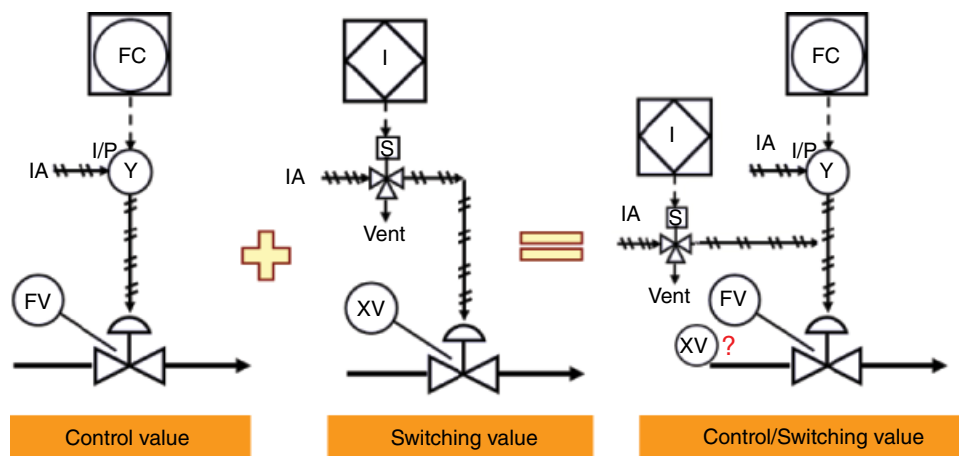 FC
I/P
IA
Y
FV
Control value
I
S
IA
Vent
XV
Switching value
FC
I
IA
I/P
Y
IA
S
Vent
FV
XV
?
Control/Switching value